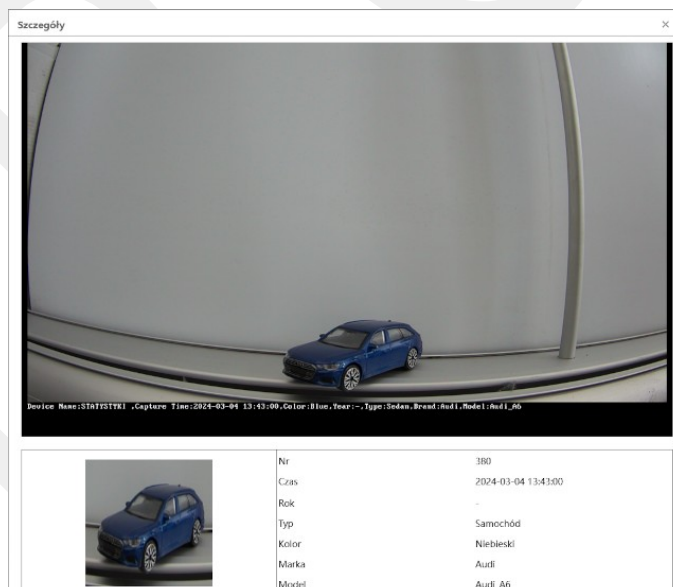 Szczegóły ×
Device Name:STATYSTYKI ,Capture Time:2024-03-04 13:43:00,Color:Blue,Year:-,Type:Sedan,Brand:Audi,Model:Audi_A6
Nr 380
Czas 2024-03-04 13:43:00
Rok -
Typ Samochód
Kolor Niebieski
Marka Audi
Model Audi_A6